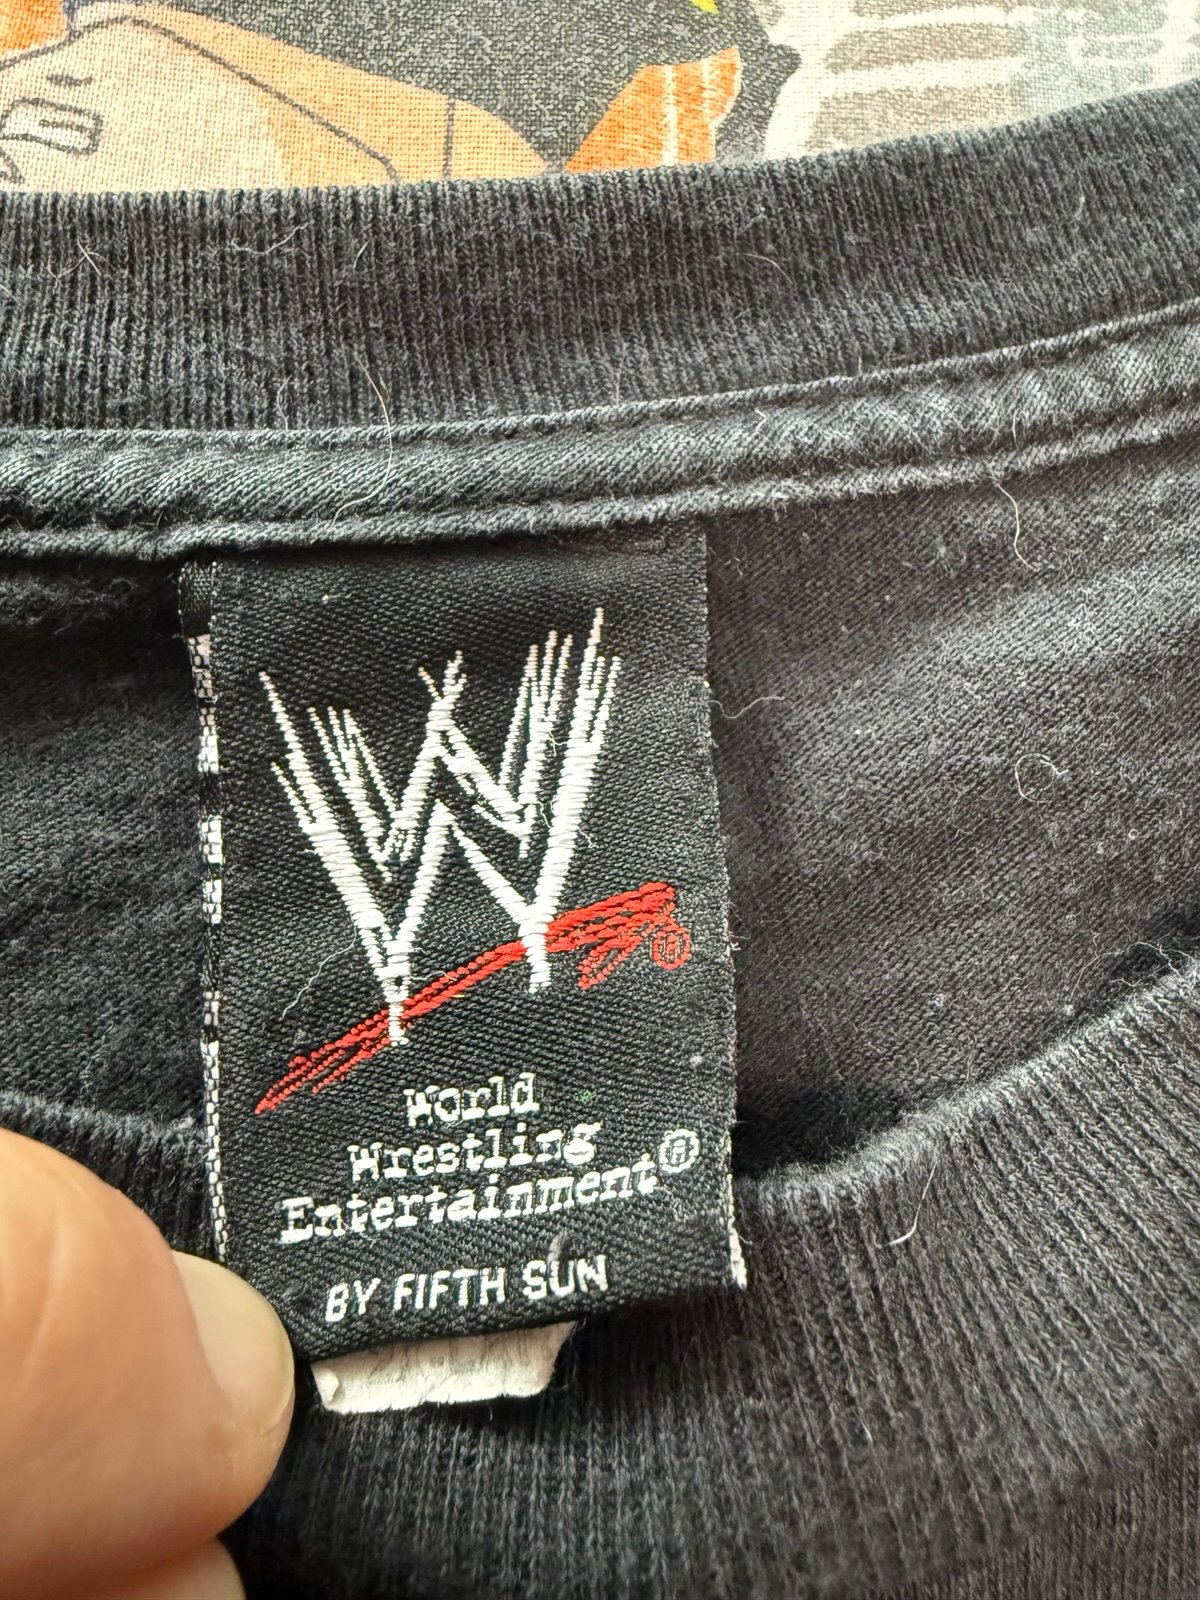 W
®
World
Wrestling
Entertainment®
BY FIFTH SUN